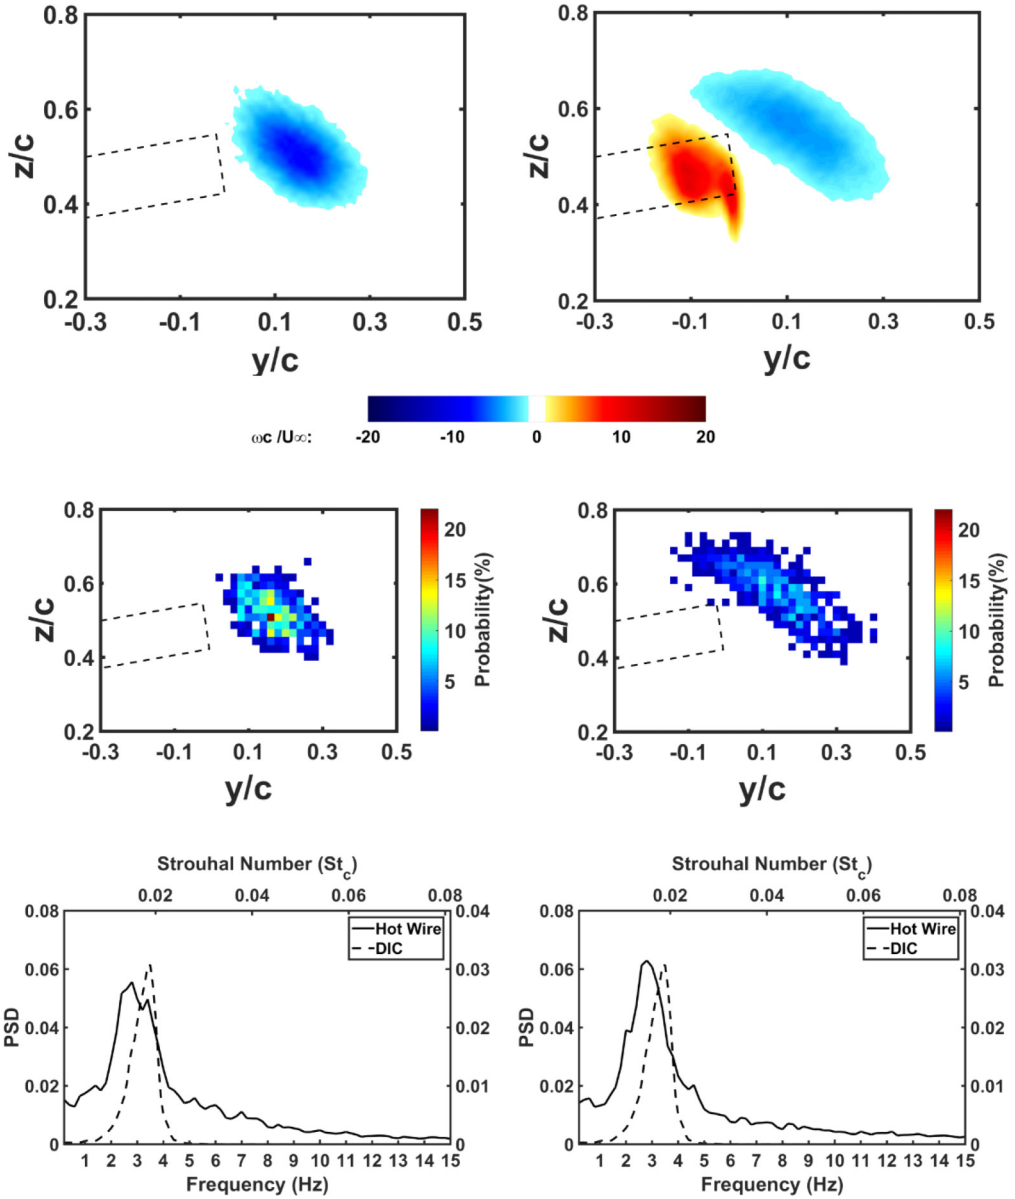 0.8
0.6
0.4
0.2
z/c
-0.3 -0.1 0.1 0.3 0.5
y/c
0.8
0.6
0.4
0.2
z/c
-0.3 -0.1 0.1 0.3 0.5
y/c
ωc /U∞: -20 -10 0 10 20
0.8
0.6
0.4
0.2
z/c
-0.3 -0.1 0.1 0.3 0.5
y/c
20
15
10
5
Probability(%)
0.8
0.6
0.4
0.2
z/c
-0.3 -0.1 0.1 0.3 0.5
y/c
20
15
10
5
Probability(%)
Strouhal Number (St_c)
0.02 0.04 0.06 0.08
0.08
0.06
0.04
0.02
0
PSD
0.04
0.03
0.02
0.01
0
Hot Wire
DIC
1 2 3 4 5 6 7 8 9 10 11 12 13 14 15
Frequency (Hz)
Strouhal Number (St_c)
0.02 0.04 0.06 0.08
0.08
0.06
0.04
0.02
0
PSD
0.04
0.03
0.02
0.01
0
Hot Wire
DIC
1 2 3 4 5 6 7 8 9 10 11 12 13 14 15
Frequency (Hz)